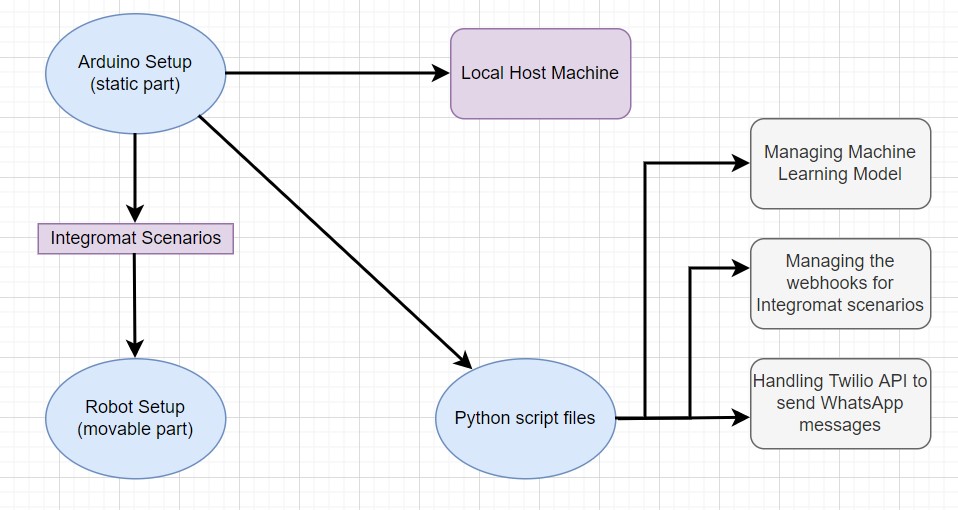 Arduino Setup
(static part)
Local Host Machine
Managing Machine
Learning Model
Integromat Scenarios
Managing the
webhooks for
Integromat scenarios
Robot Setup
(movable part)
Python script files
Handling Twilio API to
send WhatsApp
messages